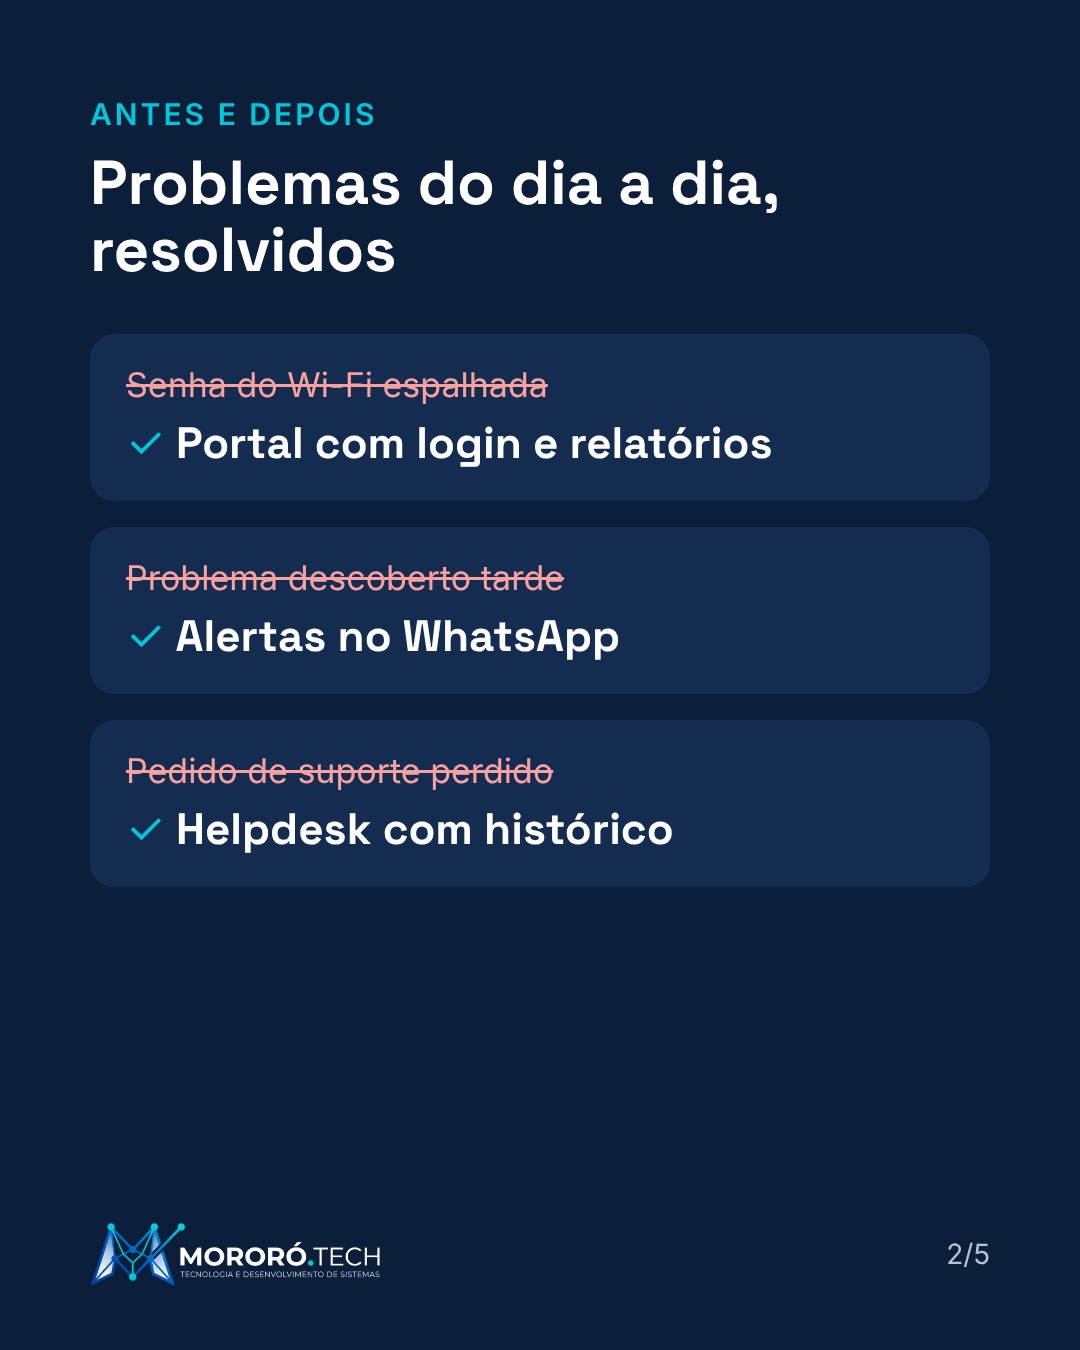 ANTES E DEPOIS
Problemas do dia a dia,
resolvidos
Senha do Wi-Fi espalhada
✓ Portal com login e relatórios
Problema descoberto tarde
✓ Alertas no WhatsApp
Pedido de suporte perdido
✓ Helpdesk com histórico
MORORÓ.TECH
TECNOLOGIA E DESENVOLVIMENTO DE SISTEMAS
2/5